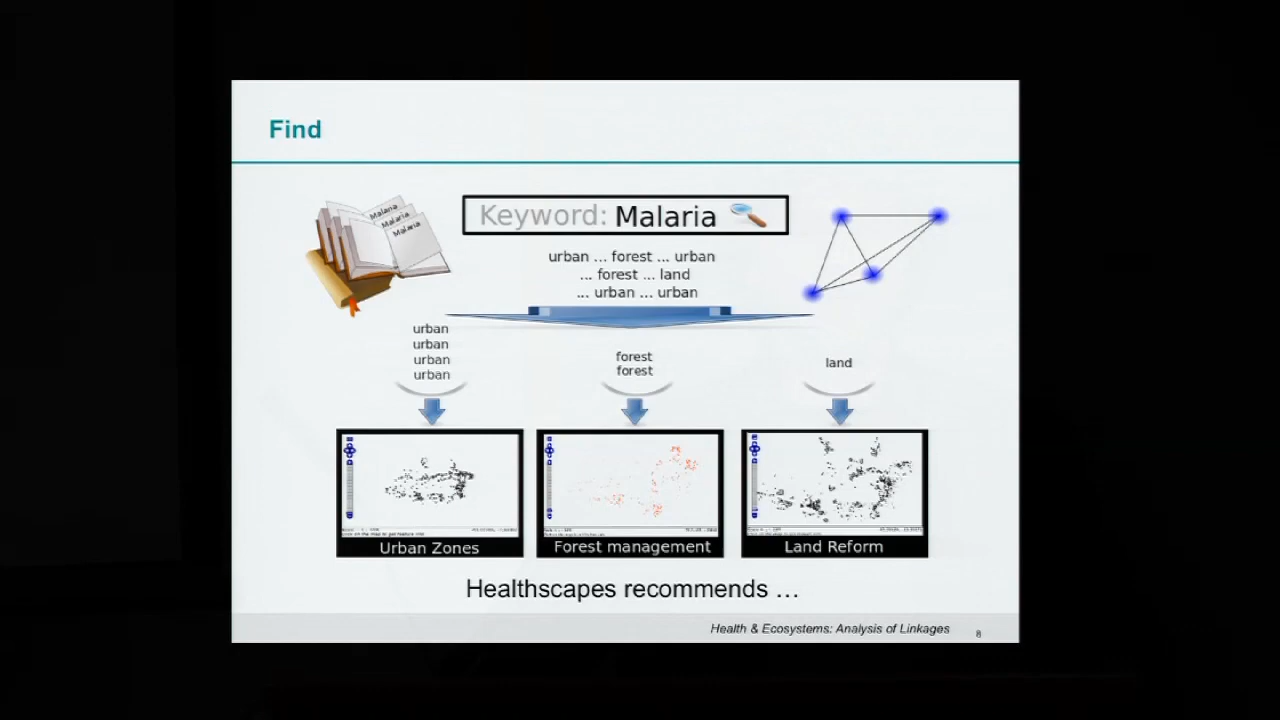 Find
Malaria
Malaria
Malaria
Keyword: Malaria
urban ... forest ... urban
... forest ... land
... urban ... urban
urban
urban
urban
urban
forest
forest
land
Urban Zones
Forest management
Land Reform
Healthscapes recommends ...
Health & Ecosystems: Analysis of Linkages
8